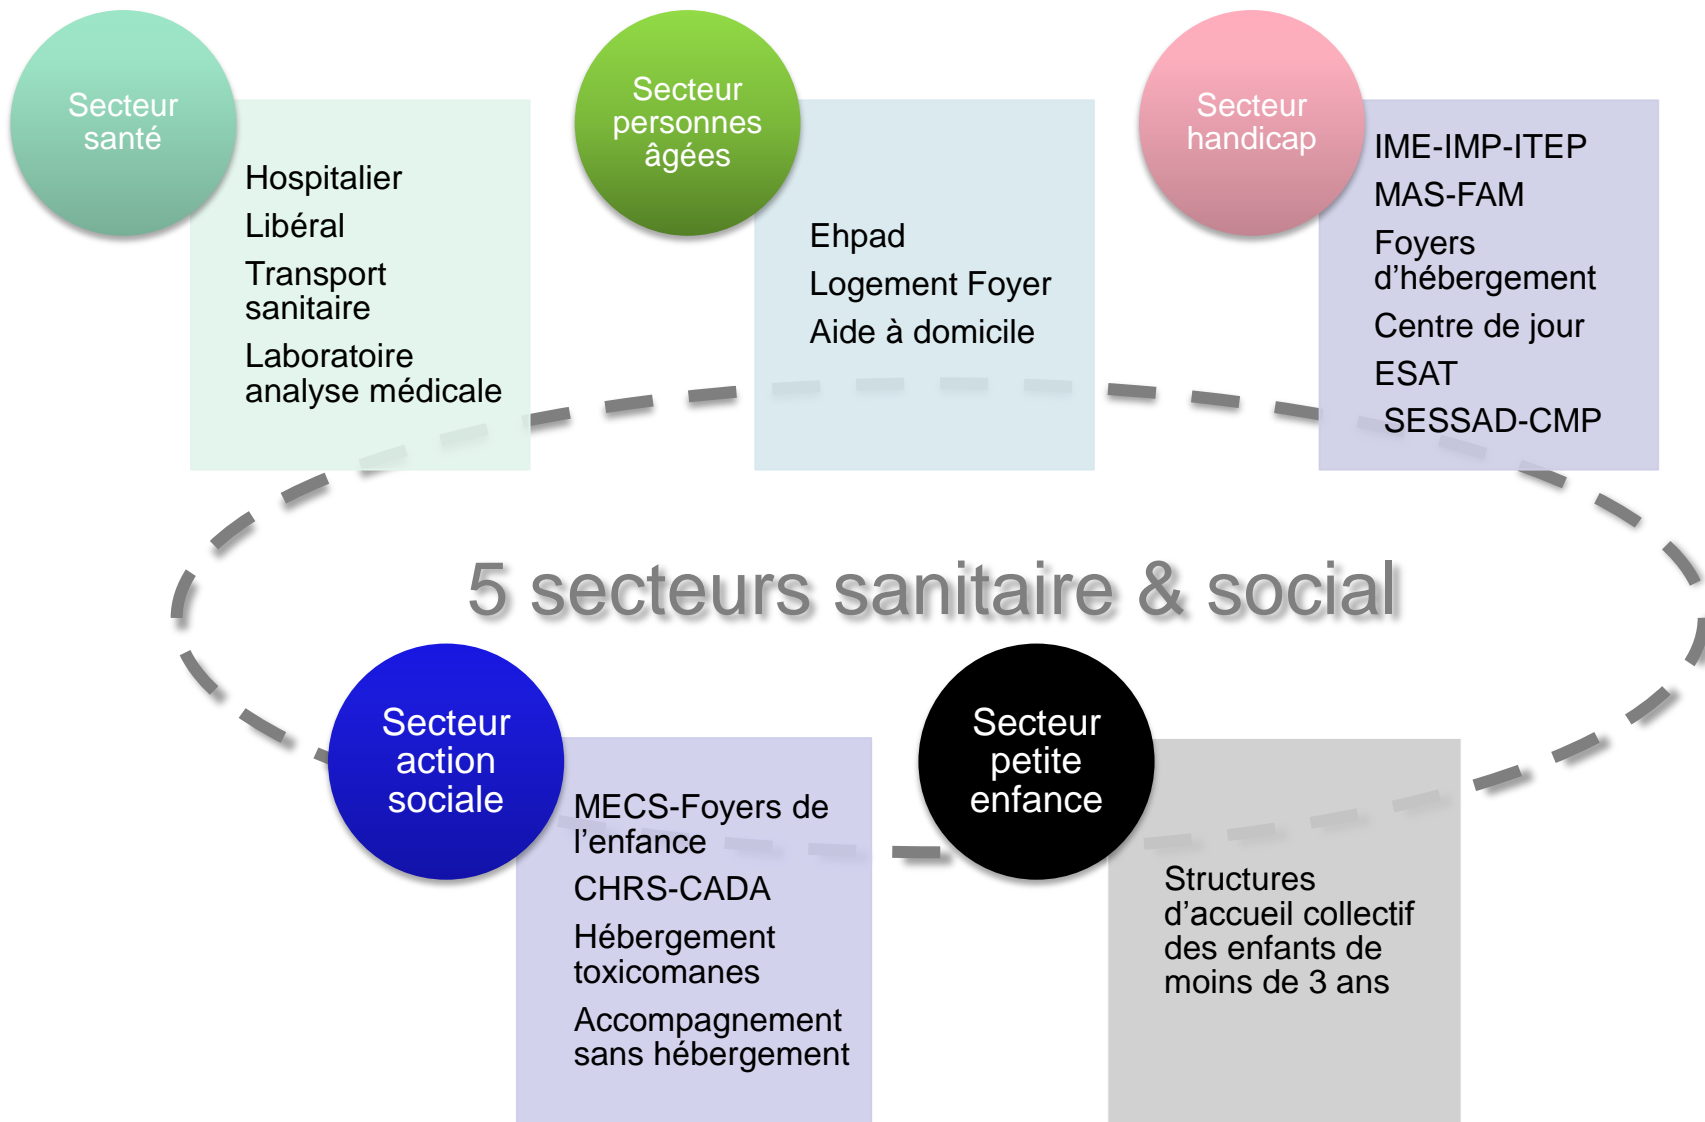 Secteur
santé
Hospitalier
Libéral
Transport
sanitaire
Laboratoire
analyse médicale
Secteur
personnes
âgées
Ehpad
Logement Foyer
Aide à domicile
Secteur
handicap
IME-IMP-ITEP
MAS-FAM
Foyers
d’hébergement
Centre de jour
ESAT
SESSAD-CMP
5 secteurs sanitaire & social
Secteur
action
sociale
MECS-Foyers de
l’enfance
CHRS-CADA
Hébergement
toxicomanes
Accompagnement
sans hébergement
Secteur
petite
enfance
Structures
d’accueil collectif
des enfants de
moins de 3 ans